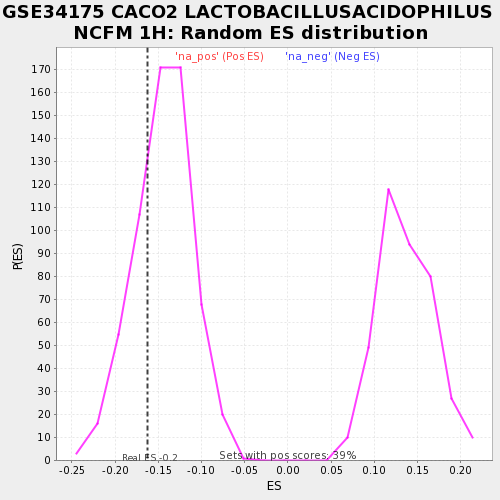 GSE34175 CACO2 LACTOBACILLUSACIDOPHILUS
NCFM 1H: Random ES distribution
'na_pos' (Pos ES) 'na_neg' (Neg ES)
170
160
150
140
130
120
110
100
90
80
70
60
50
40
30
20
10
0
P(ES)
Real ES -0.2
Sets with pos scores: 39%
-0.25 -0.20 -0.15 -0.10 -0.05 0.00 0.05 0.10 0.15 0.20
ES